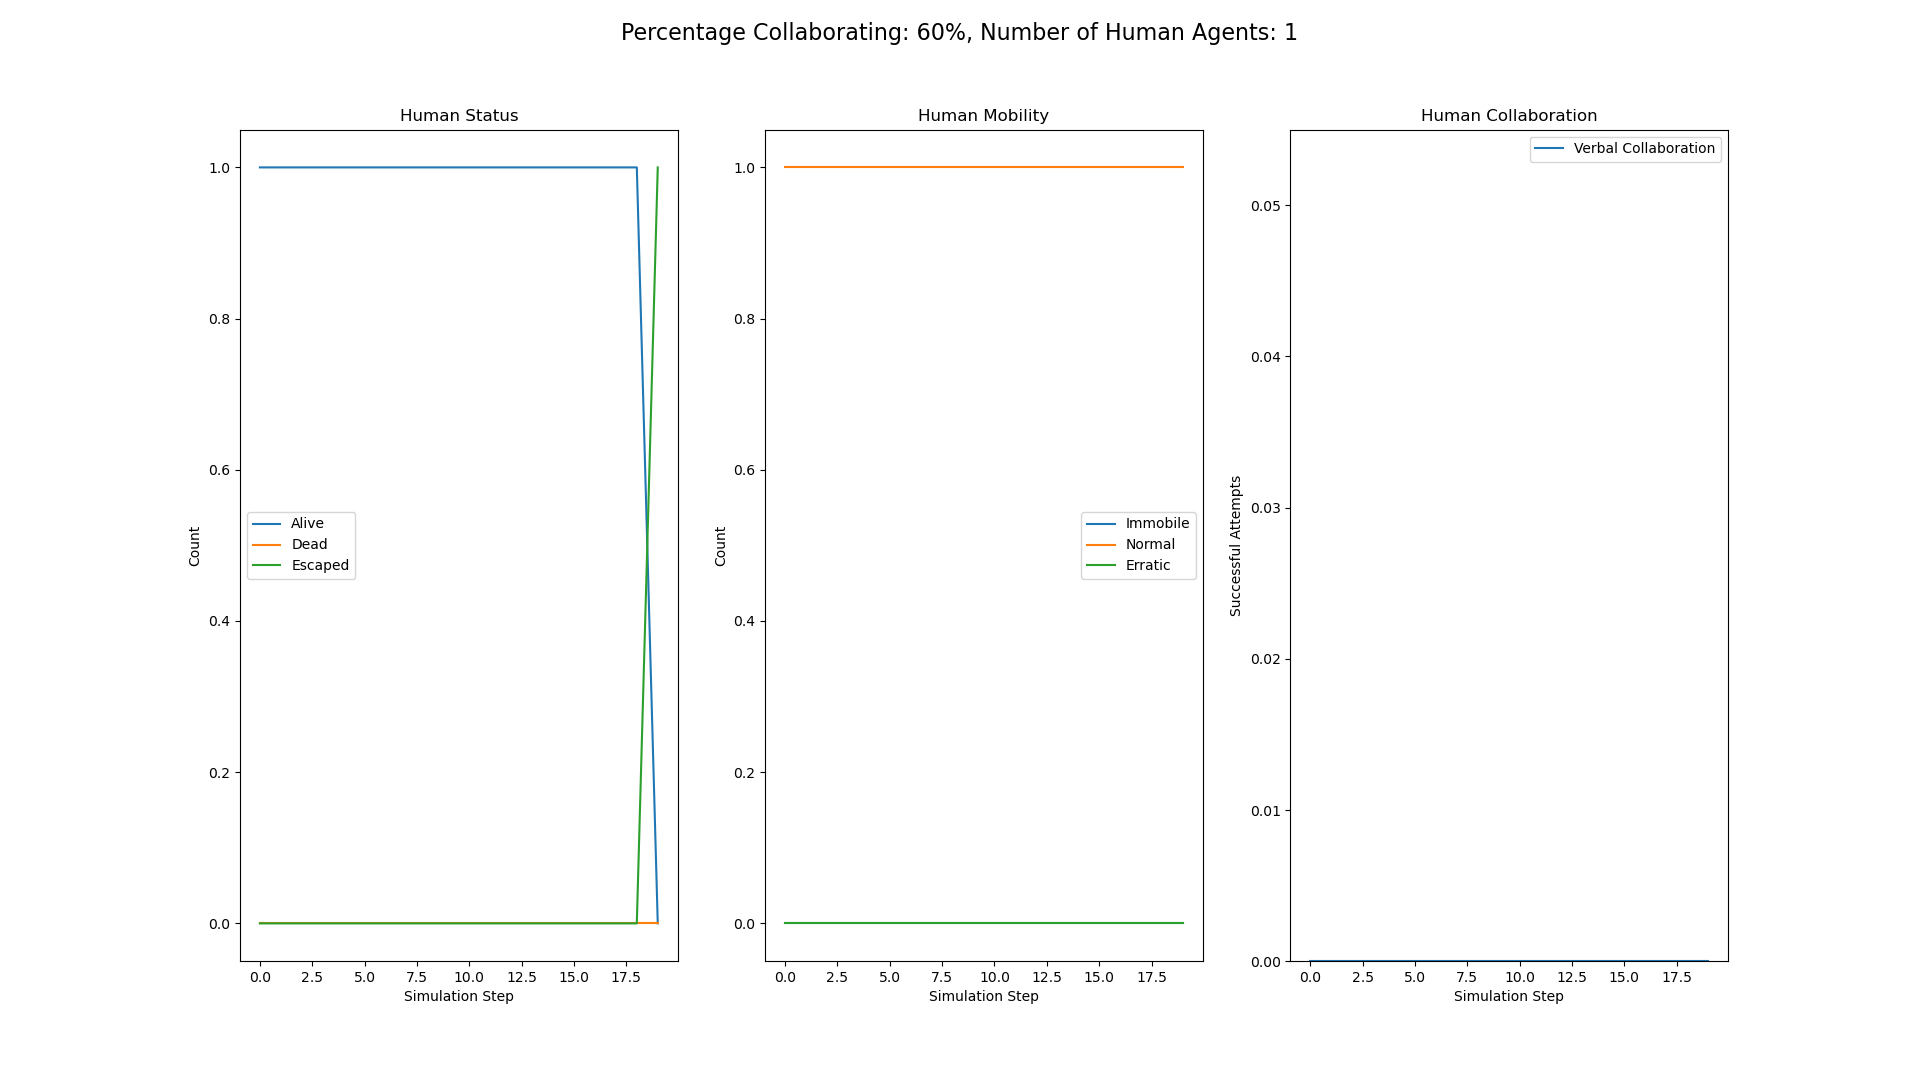 Percentage Collaborating: 60%, Number of Human Agents: 1
Human Status
1.0
0.8
0.6
0.4
0.2
0.0
Count
Alive
Dead
Escaped
0.0 2.5 5.0 7.5 10.0 12.5 15.0 17.5
Simulation Step
Human Mobility
1.0
0.8
0.6
0.4
0.2
0.0
Count
Immobile
Normal
Erratic
0.0 2.5 5.0 7.5 10.0 12.5 15.0 17.5
Simulation Step
Human Collaboration
Verbal Collaboration
0.05
0.04
0.03
0.02
0.01
0.00
Successful Attempts
0.0 2.5 5.0 7.5 10.0 12.5 15.0 17.5
Simulation Step